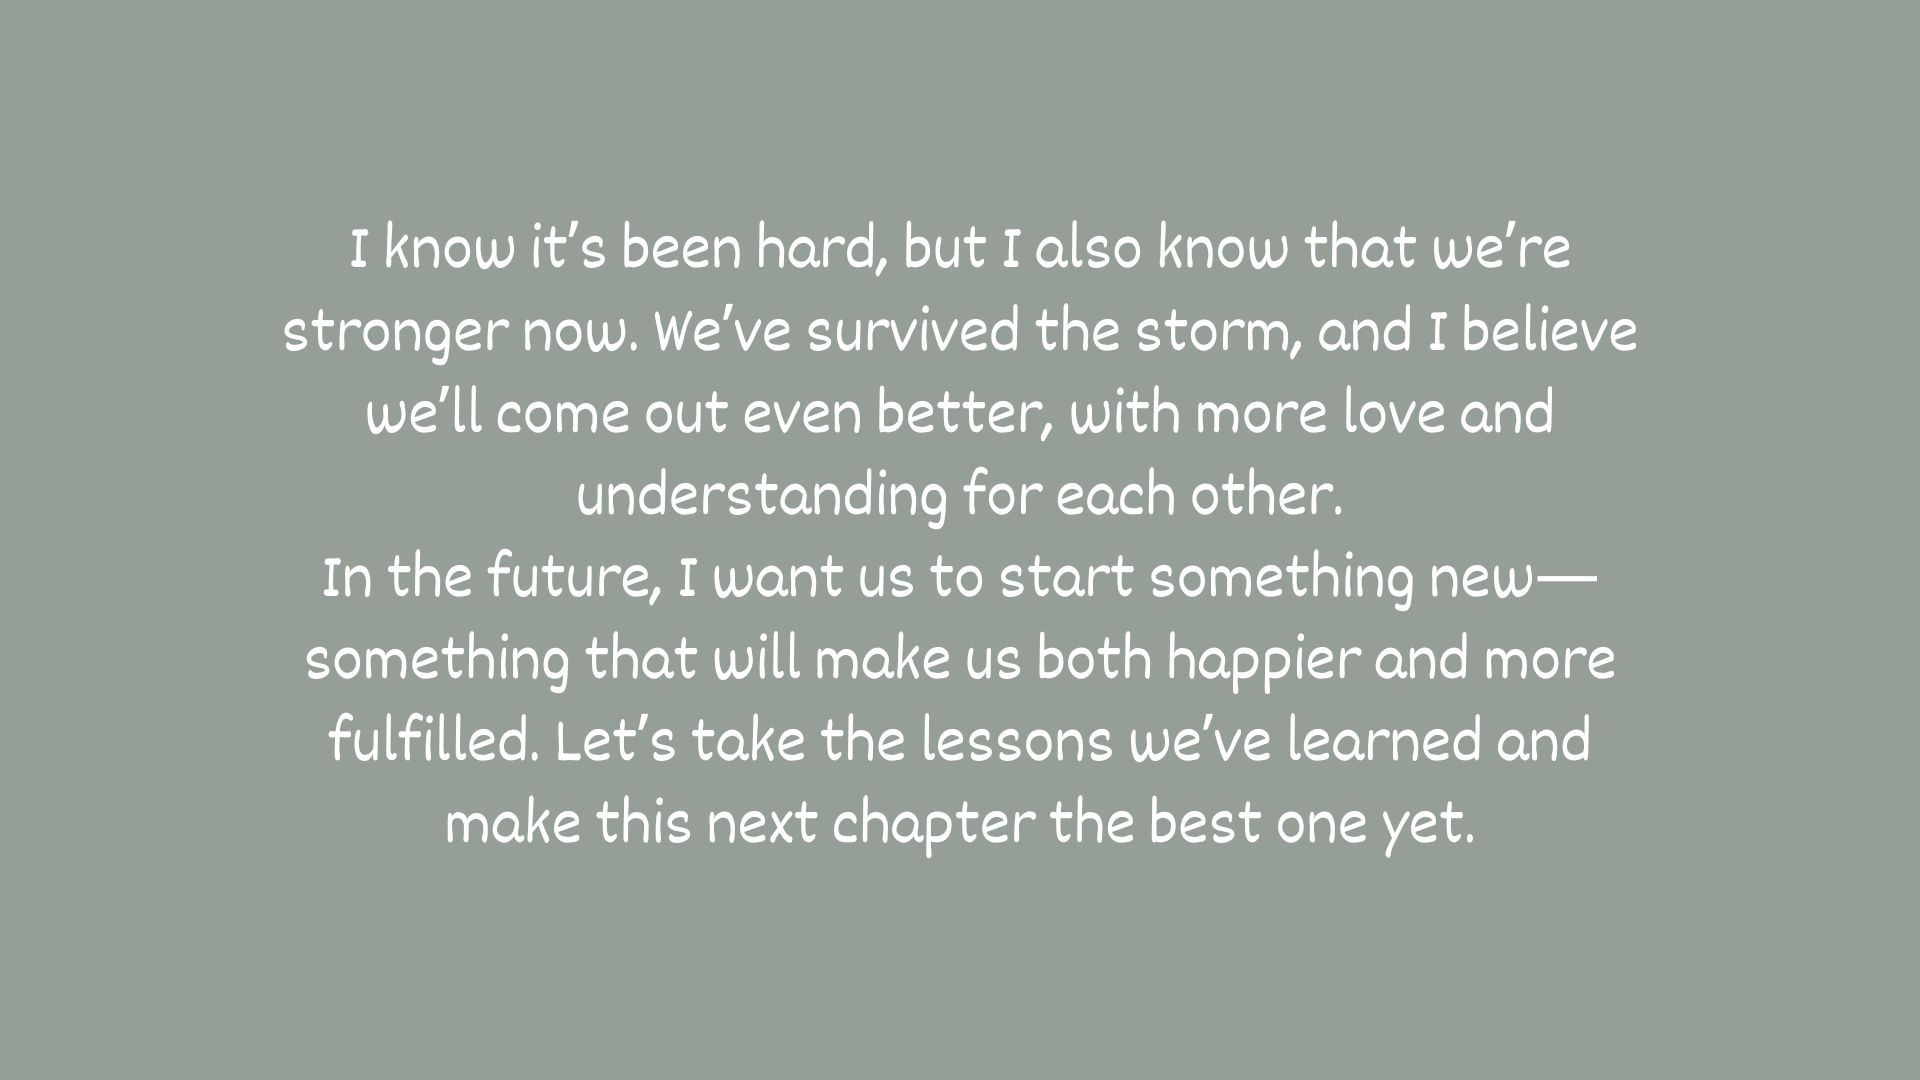 I know it's been hard, but I also know that we're
stronger now. We've survived the storm, and I believe
we'll come out even better, with more love and
understanding for each other.
In the future, I want us to start something new—
something that will make us both happier and more
fulfilled. Let's take the lessons we've learned and
make this next chapter the best one yet.